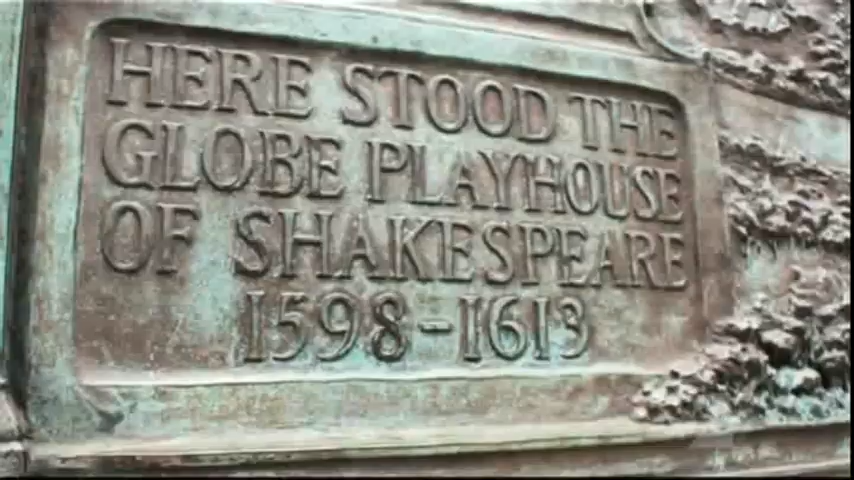 HERE STOOD THE
GLOBE PLAYHOUSE
OF SHAKESPEARE
1598-1613